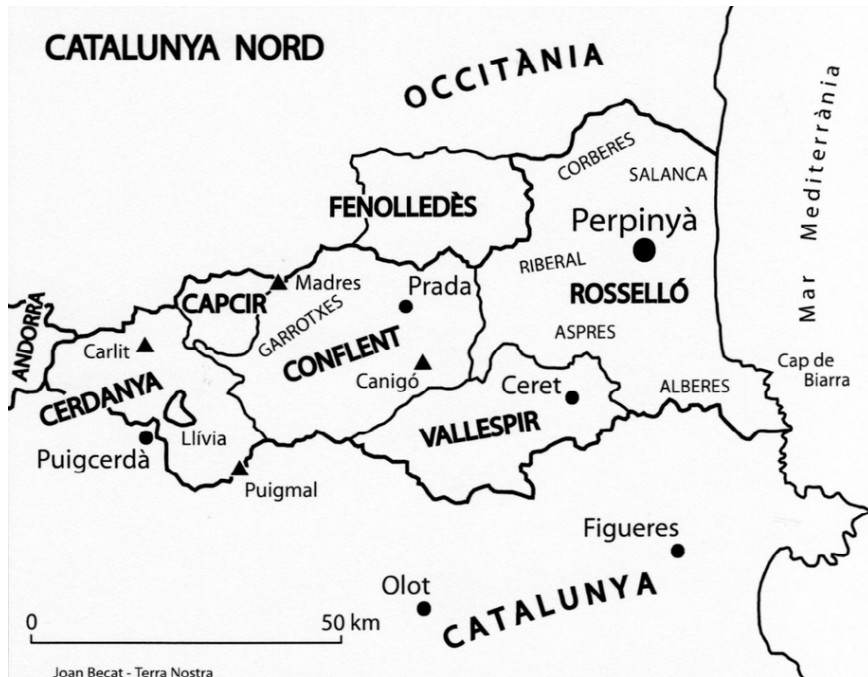 CATALUNYA NORD
OCCITÀNIA
Mar Mediterrània
CORBERES
SALANCA
FENOLLEDÈS
Perpinyà
RIBERAL
ROSSELLÓ
Madres
Prada
CAPCIR
GARROTXES
ANDORRA
ASPRES
CONFLENT
Carlit
Canigó
Cap de
Biarra
CERDANYA
Ceret
ALBERES
Llívia
VALLESPIR
Puigcerdà
Puigmal
Figueres
Olot
CATALUNYA
0 50 km
Joan Becat - Terra Nostra